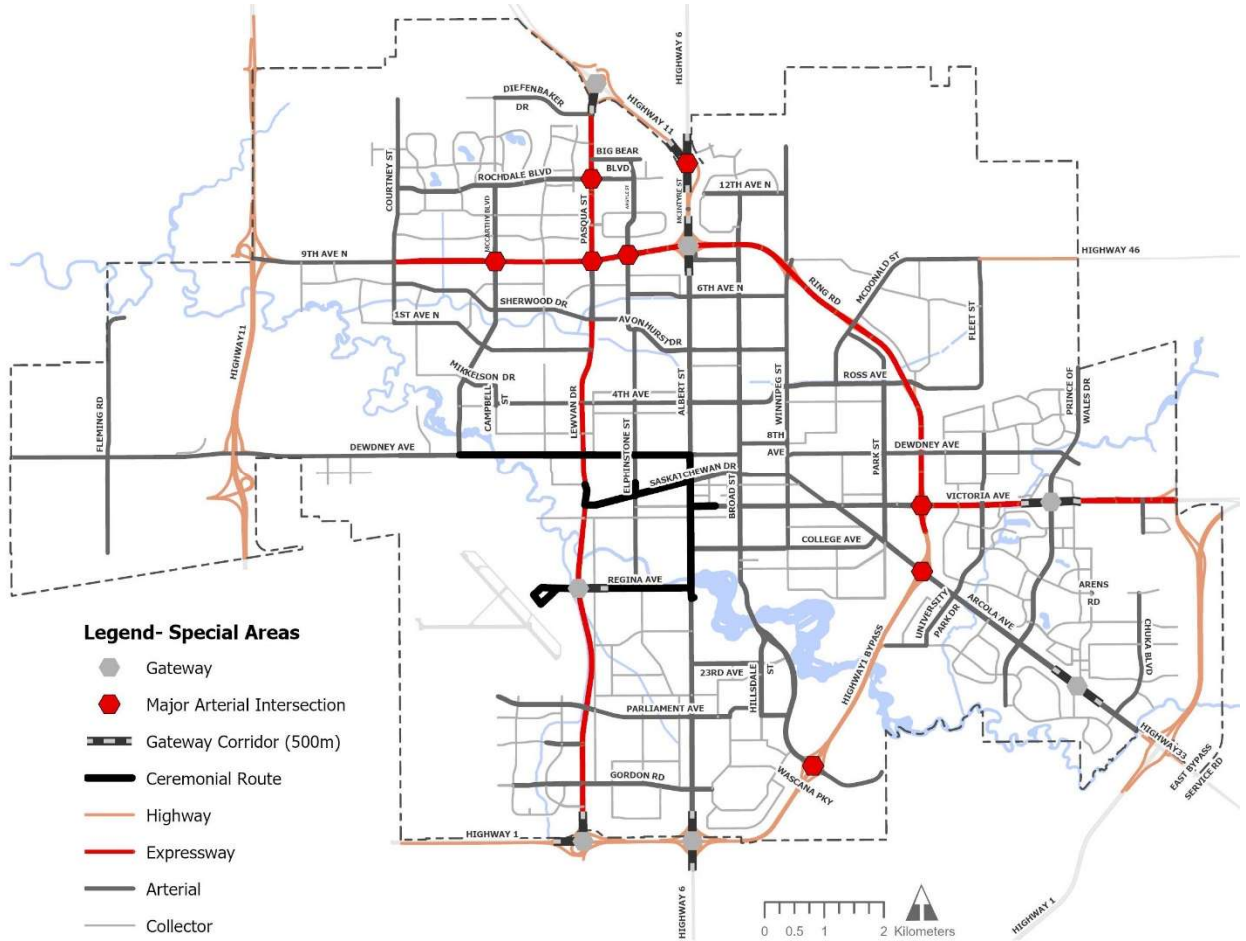 HIGHWAY 6
DIEFENBAKER
DR
HIGHWAY 11
COURTNEY ST
BIG BEAR
BLVD
ROCHDALE BLVD
MCCARTHY BLVD
PASQUA ST
ARGYLE ST
MCINTYRE ST
12TH AVE N
9TH AVE N
HIGHWAY 46
RING RD
MCDONALD ST
FLEET ST
6TH AVE N
SHERWOOD DR
1ST AVE N
AVONHURST DR
HIGHWAY11
MIKKELSON DR
CAMPBELL
ST
LEWVAN DR
4TH AVE
ALBERT ST
WINNIPEG ST
ROSS AVE
PRINCE OF
WALES DR
FLEMING RD
DEWDNEY AVE
ELPHINSTONE ST
SASKATCHEWAN DR
8TH
AVE
BROAD ST
PARK ST
DEWDNEY AVE
VICTORIA AVE
COLLEGE AVE
REGINA AVE
UNIVERSITY
PARK DR
ARCOLA AVE
ARENS
RD
CHUKA BLVD
HIGHWAY1 BYPASS
23RD AVE
HILLSDALE
ST
PARLIAMENT AVE
GORDON RD
WASCANA PKY
HIGHWAY33
EAST BYPASS
SERVICE RD
HIGHWAY 1
HIGHWAY 6
HIGHWAY 1
Legend- Special Areas
Gateway
Major Arterial Intersection
Gateway Corridor (500m)
Ceremonial Route
Highway
Expressway
Arterial
Collector
0 0.5 1 2 Kilometers